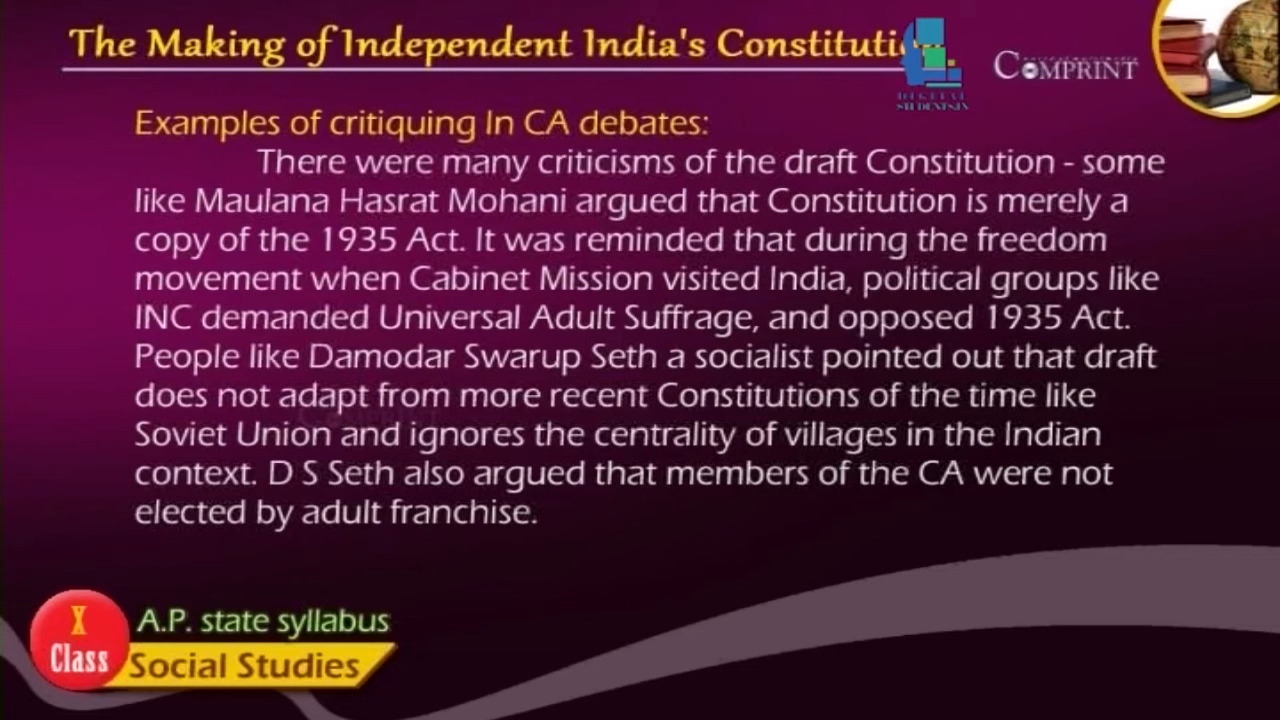 The Making of Independent India's Constituti
COMPRINT
DIGITAL
STUDENTS.IN
Examples of critiquing In CA debates:
There were many criticisms of the draft Constitution - some
like Maulana Hasrat Mohani argued that Constitution is merely a
copy of the 1935 Act. It was reminded that during the freedom
movement when Cabinet Mission visited India, political groups like
INC demanded Universal Adult Suffrage, and opposed 1935 Act.
People like Damodar Swarup Seth a socialist pointed out that draft
does not adapt from more recent Constitutions of the time like
Soviet Union and ignores the centrality of villages in the Indian
context. D S Seth also argued that members of the CA were not
elected by adult franchise.
X
Class
A.P. state syllabus
Social Studies